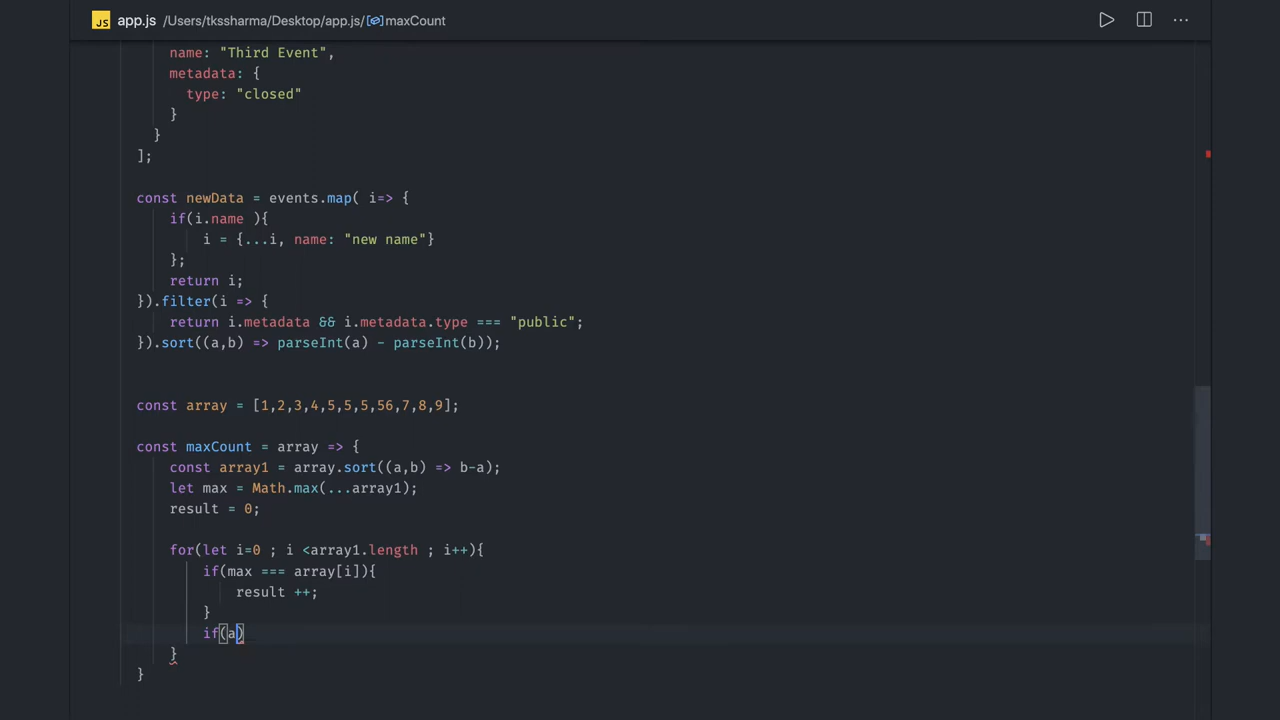 JS app.js /Users/tkssharma/Desktop/app.js/maxCount
name: "Third Event",
metadata: {
type: "closed"
}
}
];
const newData = events.map( i=> {
if(i.name ){
i = {...i, name: "new name"}
};
return i;
}).filter(i => {
return i.metadata && i.metadata.type === "public";
}).sort((a,b) => parseInt(a) - parseInt(b));
const array = [1,2,3,4,5,5,5,56,7,8,9];
const maxCount = array => {
const array1 = array.sort((a,b) => b-a);
let max = Math.max(...array1);
result = 0;
for(let i=0 ; i <array1.length ; i++){
if(max === array[i]){
result ++;
}
if(a)
}
}